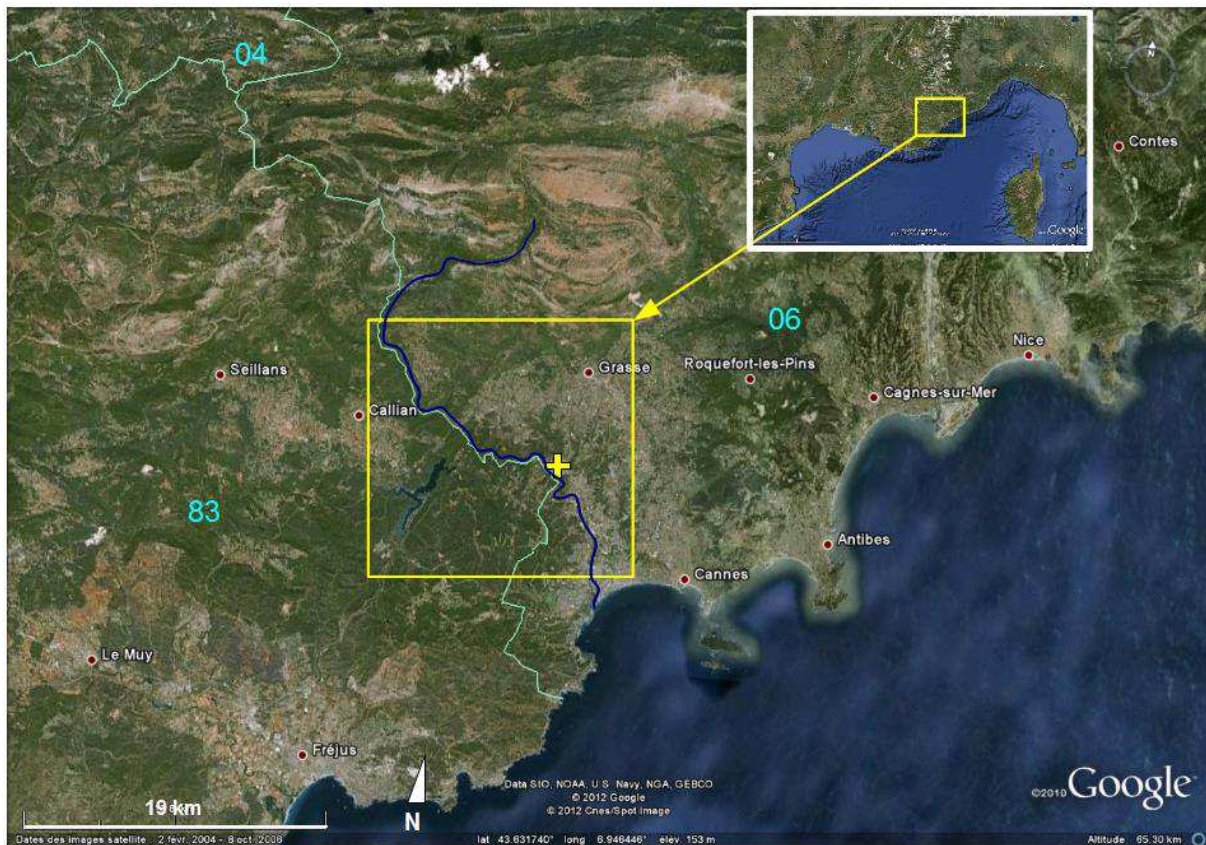 04
N
Contes
Google
06
Nice
Seillans
Grasse
Roquefort-les-Pins
Cagnes-sur-Mer
Callian
83
Antibes
Cannes
Le Muy
Fréjus
Data SIO, NOAA, U.S. Navy, NGA, GEBCO
© 2012 Google
© 2012 Cnes/Spot Image
©2010 Google
19 km
N
Dates des images satellite : 2 févr. 2004 - 8 oct. 2006
lat 43.631740° long 6.946446° élév. 153 m
Altitude 65.30 km